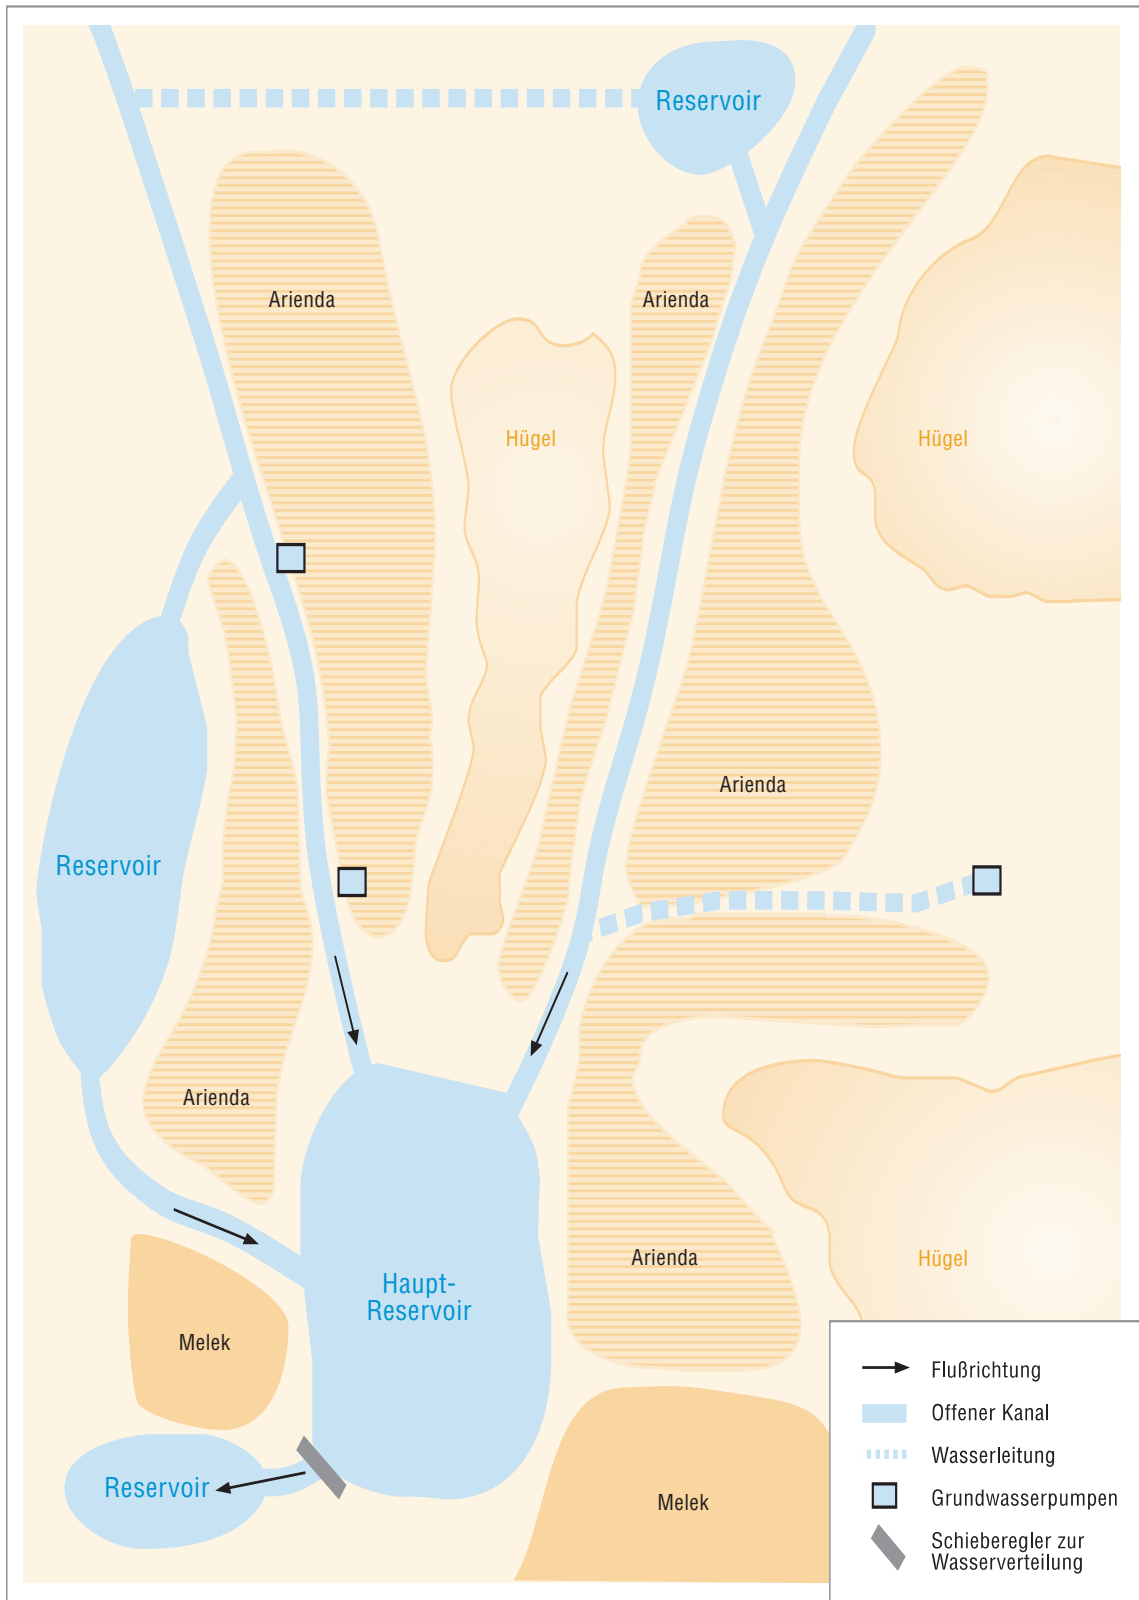 Reservoir
Arienda
Arienda
Hügel
Hügel
Arienda
Reservoir
Arienda
Arienda
Hügel
Haupt-
Reservoir
Melek
Reservoir
Melek
Flußrichtung
Offener Kanal
Wasserleitung
Grundwasserpumpen
Schieberegler zur
Wasserverteilung